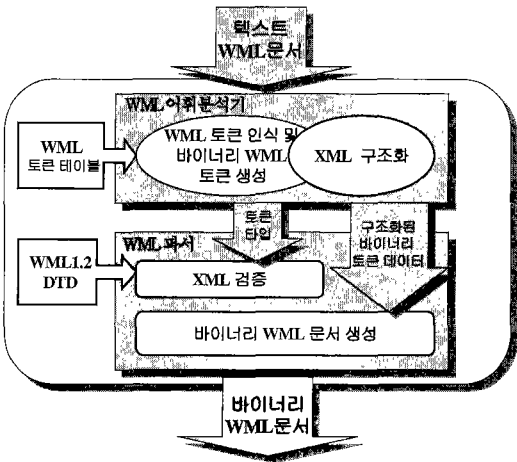 텍스트
WML문서
WML어휘분석기
WML
토큰 테이블
WML 토큰 인식 및
바이너리 WML
토큰 생성
XML 구조화
토큰
타입
구조화된
바이너리
토큰 데이터
WML 파서
WML1.2
DTD
XML 검증
바이너리 WML 문서 생성
바이너리
WML문서